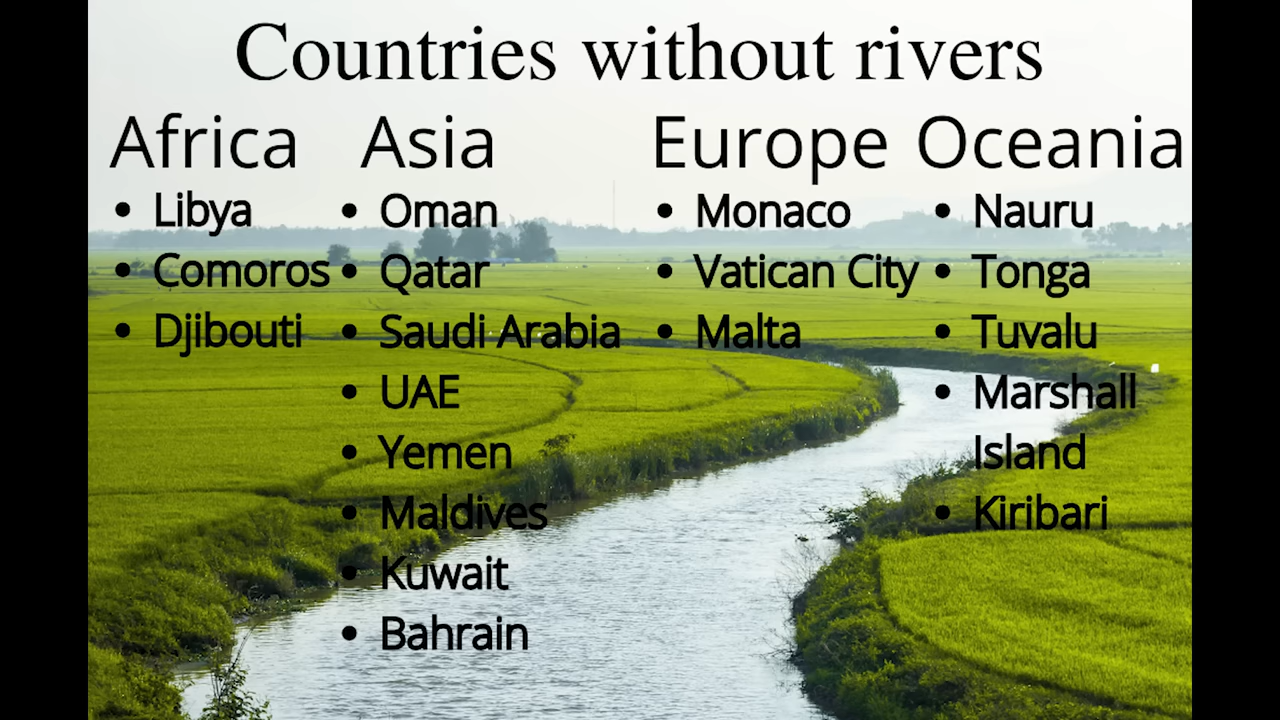 Countries without rivers
Africa
• Libya
• Comoros
• Djibouti
Asia
• Oman
• Qatar
• Saudi Arabia
• UAE
• Yemen
• Maldives
• Kuwait
• Bahrain
Europe
• Monaco
• Vatican City
• Malta
Oceania
• Nauru
• Tonga
• Tuvalu
• Marshall
Island
• Kiribari